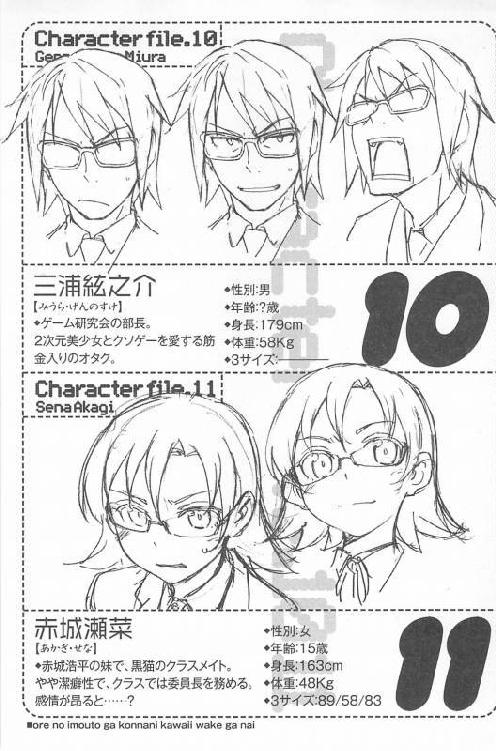 Character file.10
Miura
三浦絃之介
【みうら・げんのすけ】
◆ゲーム研究会の部長。
2次元美少女とクソゲーを愛する筋
金入りのオタク。
◆性別:男
◆年齢:?歳
◆身長:179cm
◆体重:58Kg
◆3サイズ:———
10
Character file.11
Sena Akagi
赤城瀬菜
【あかぎ・せな】
◆赤城浩平の妹で、黒猫のクラスメイト。
やや潔癖性で、クラスでは委員長を務める。
感情が昂ると……?
◆性別:女
◆年齢:15歳
◆身長:163cm
◆体重:48Kg
◆3サイズ:89/58/83
11
■ore no imouto ga konnani kawaii wake ga nai